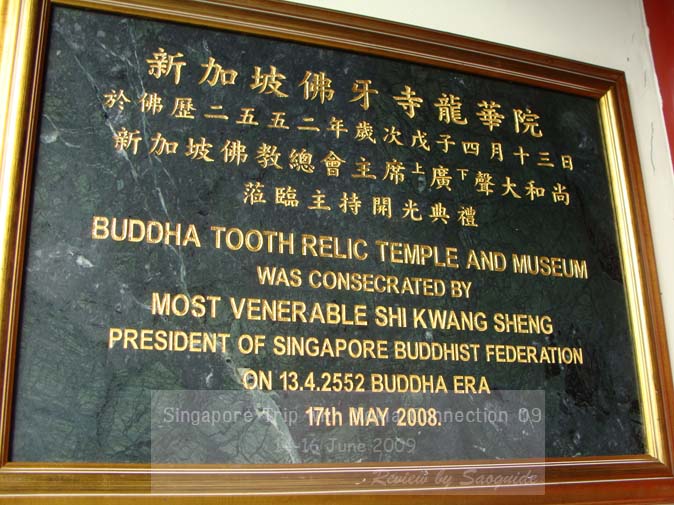 新加坡佛牙寺龍華院
於佛歷二五五二年歲次戊子四月十三日
新加坡佛教總會主席上廣下聲大和尚
蒞臨主持開光典禮
BUDDHA TOOTH RELIC TEMPLE AND MUSEUM
WAS CONSECRATED BY
MOST VENERABLE SHI KWANG SHENG
PRESIDENT OF SINGAPORE BUDDHIST FEDERATION
ON 13.4.2552 BUDDHA ERA
17th MAY 2008.
Singapore Trip
onnection 09
14-16 June 2009
Review by Saoguide